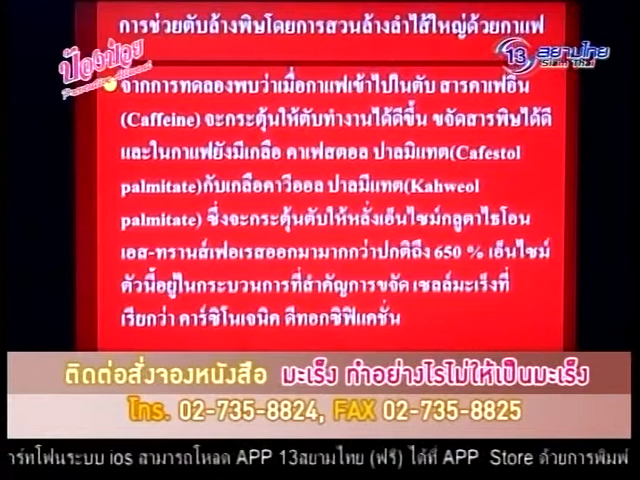 การช่วยตับล้างพิษโดยการสวนล้างลำไส้ใหญ่ด้วยกาแฟ
ป้องป่อย
13 สยามไทย
SIAM THAI
จากการทดลองพบว่าเมื่อกาแฟเข้าไปในตับ สารคาเฟอีน
(Caffeine) จะกระตุ้นให้ตับทำงานได้ดีขึ้น ขจัดสารพิษได้ดี
และในกาแฟยังมีเกลือ คาเฟสตอล ปาลมิแทต(Cafestol
palmitate)กับเกลือคาวีออล ปาลมีแทต(Kahweol
palmitate) ซึ่งจะกระตุ้นตับให้หลั่งเอ็นไซม์กลูตาไธโอน
เอส-ทรานส์เฟอเรสออกมามากกว่าปกติถึง 650 % เอ็นไซม์
ตัวนี้อยู่ในกระบวนการที่สำคัญการขจัด เซลล์มะเร็งที่
เรียกว่า คาร์ซิโนเจนิค ดีทอกซิฟิแคชั่น
ติดต่อสั่งจองหนังสือ มะเร็ง ทำอย่างไรไม่ให้เป็นมะเร็ง
โทร. 02-735-8824, FAX 02-735-8825
าร์ทโฟนระบบ ios สามารถโหลด APP 13สยามไทย (ฟรี) ได้ที่ APP Store ด้วยการพิมพ์